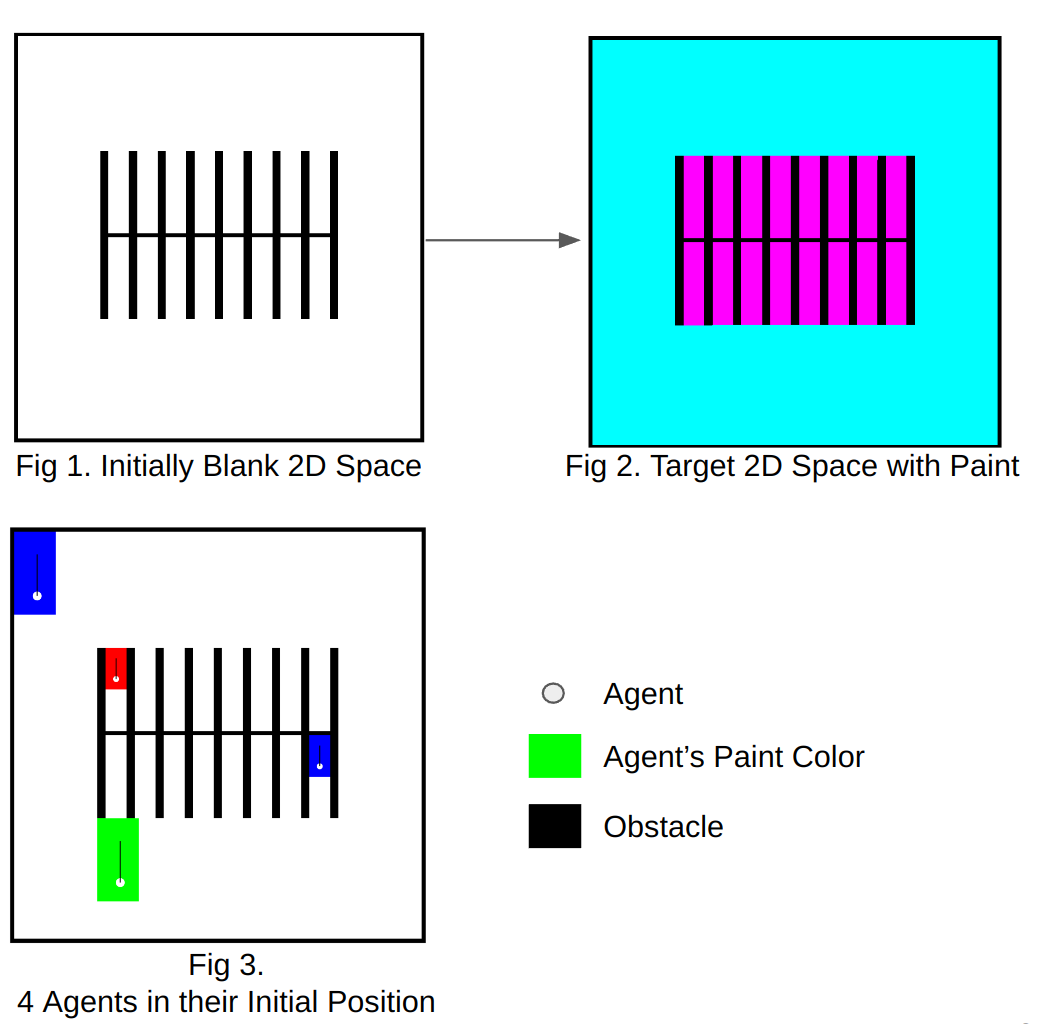 Fig 1. Initially Blank 2D Space
Fig 2. Target 2D Space with Paint
Agent
Agent’s Paint Color
Obstacle
Fig 3.
4 Agents in their Initial Position